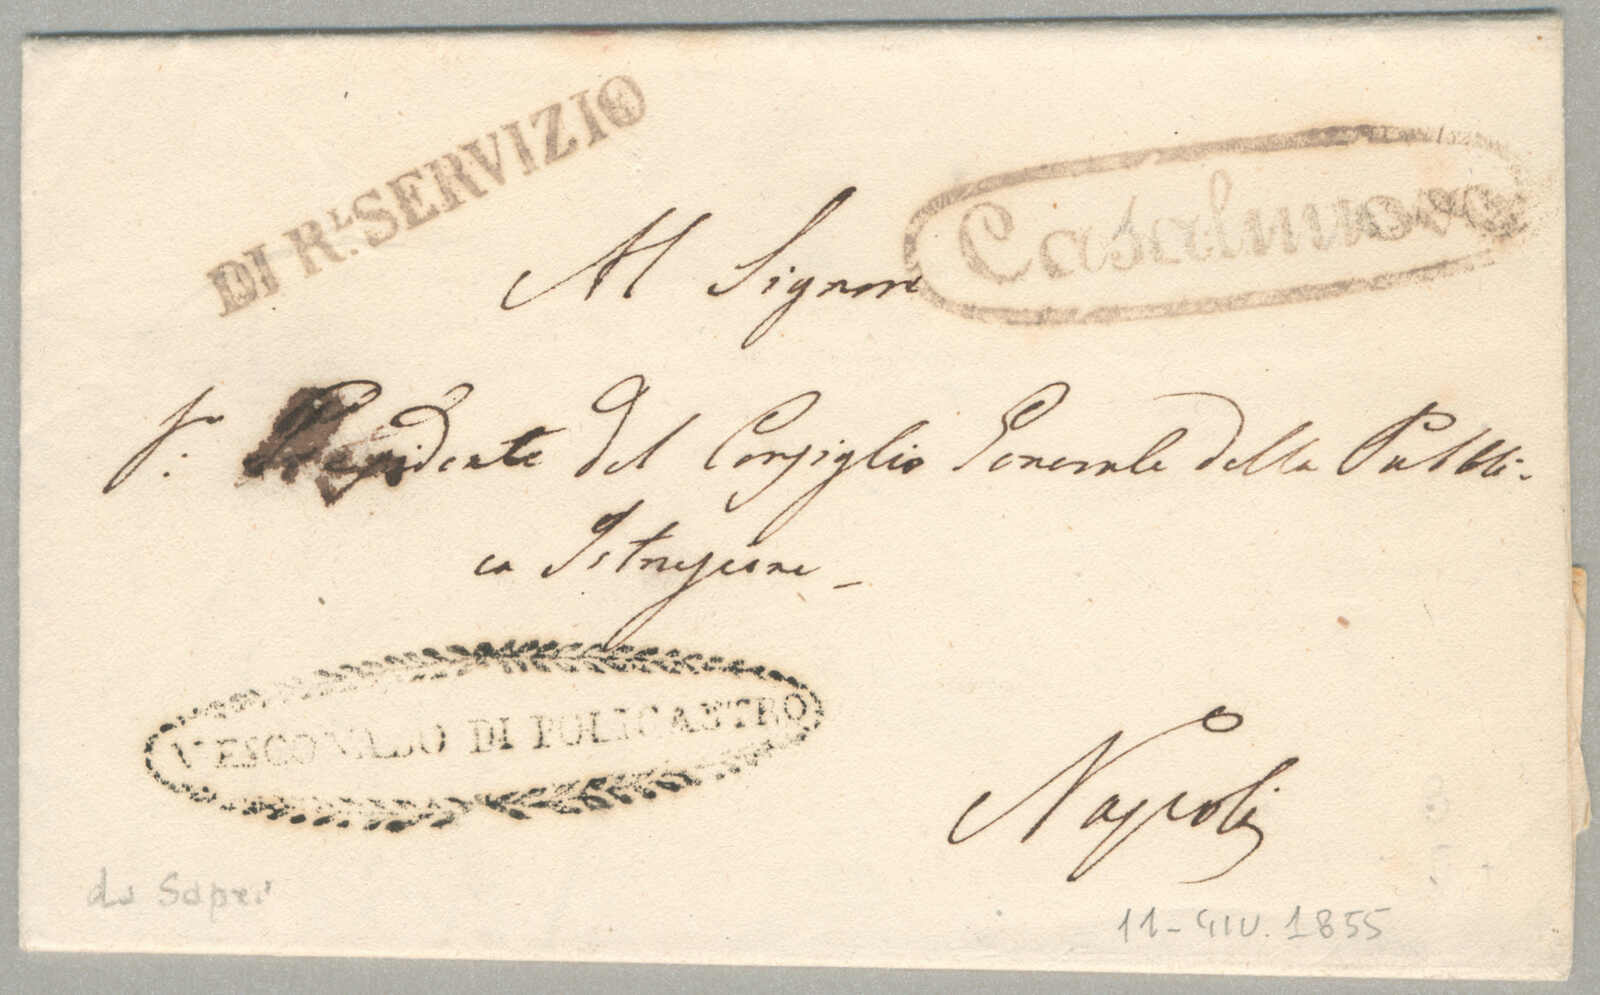 DI R.L SERVIZIO
Casalnuovo
Al Signore
Presidente del Consiglio Generale della Pubbli-
ca Istruzione
VESCOVADO DI POLICASTRO
Napoli
da Sapri
11-GIU. 1855